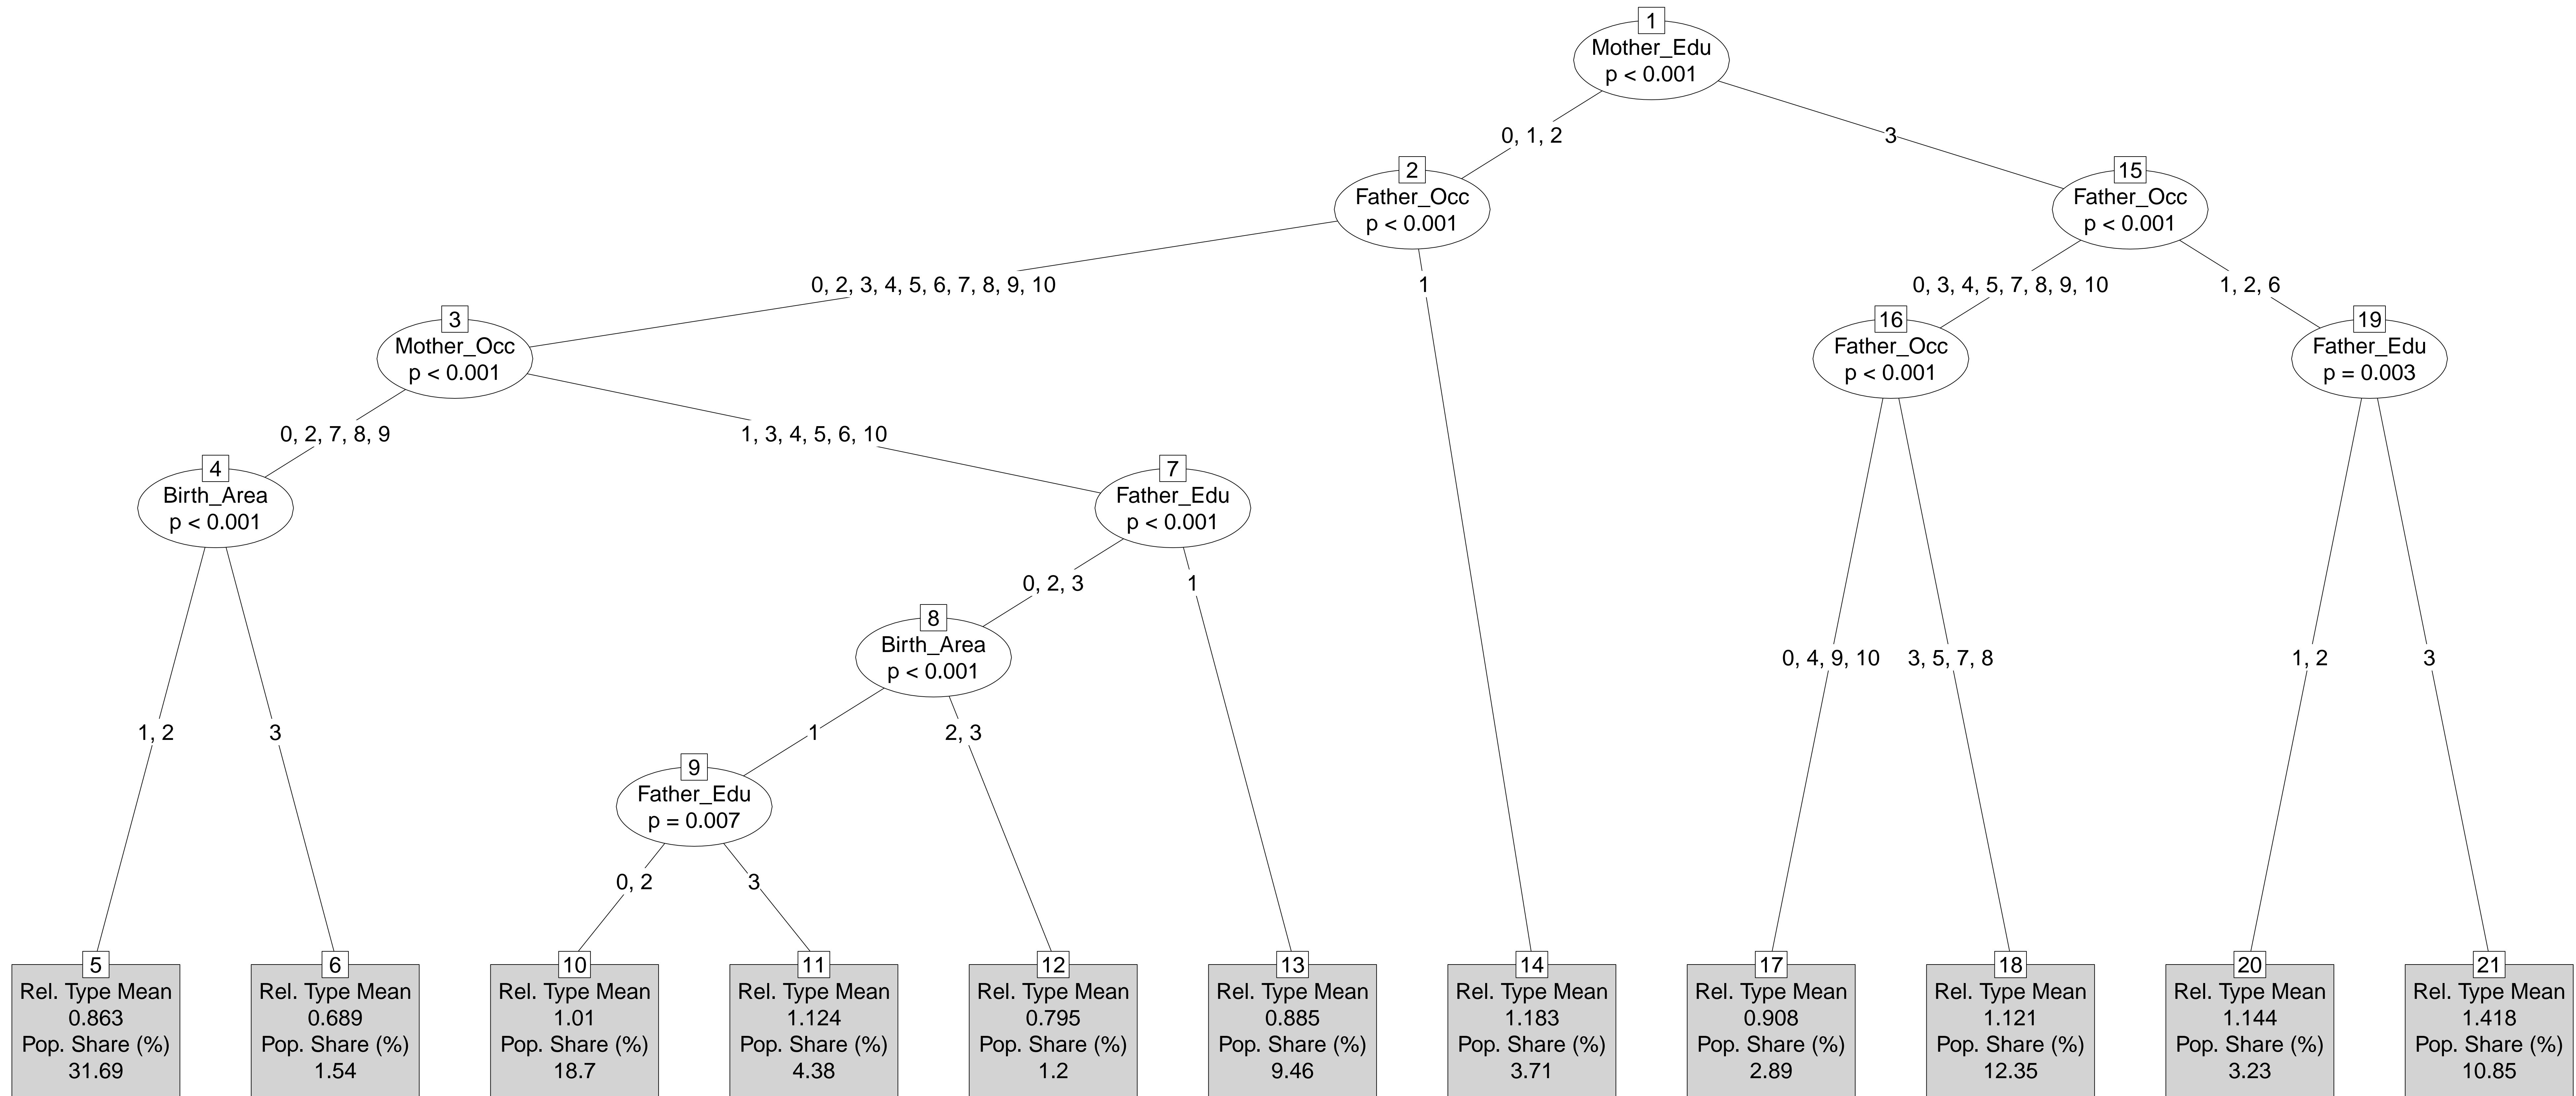 1
Mother_Edu
p < 0.001
0, 1, 2
3
2
Father_Occ
p < 0.001
15
Father_Occ
p < 0.001
0, 2, 3, 4, 5, 6, 7, 8, 9, 10
1
0, 3, 4, 5, 7, 8, 9, 10
1, 2, 6
3
Mother_Occ
p < 0.001
16
Father_Occ
p < 0.001
19
Father_Edu
p = 0.003
0, 2, 7, 8, 9
1, 3, 4, 5, 6, 10
4
Birth_Area
p < 0.001
7
Father_Edu
p < 0.001
0, 2, 3
1
8
Birth_Area
p < 0.001
0, 4, 9, 10
3, 5, 7, 8
1, 2
3
1, 2
3
1
2, 3
9
Father_Edu
p = 0.007
0, 2
3
5
Rel. Type Mean
0.863
Pop. Share (%)
31.69
6
Rel. Type Mean
0.689
Pop. Share (%)
1.54
10
Rel. Type Mean
1.01
Pop. Share (%)
18.7
11
Rel. Type Mean
1.124
Pop. Share (%)
4.38
12
Rel. Type Mean
0.795
Pop. Share (%)
1.2
13
Rel. Type Mean
0.885
Pop. Share (%)
9.46
14
Rel. Type Mean
1.183
Pop. Share (%)
3.71
17
Rel. Type Mean
0.908
Pop. Share (%)
2.89
18
Rel. Type Mean
1.121
Pop. Share (%)
12.35
20
Rel. Type Mean
1.144
Pop. Share (%)
3.23
21
Rel. Type Mean
1.418
Pop. Share (%)
10.85